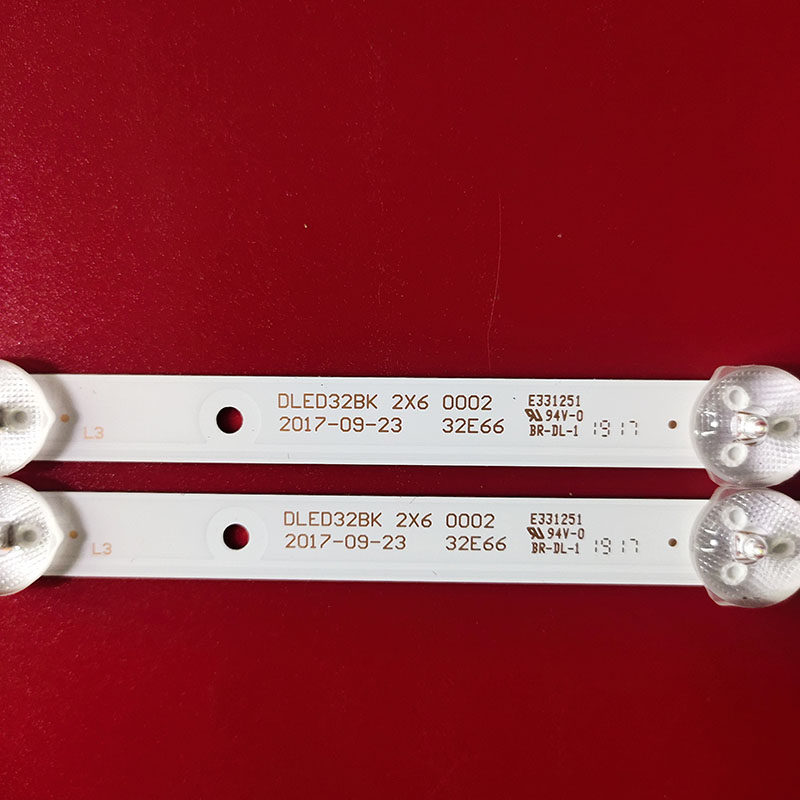 DLED32BK 2X6 0002
2017-09-23 32E66
E331251
94V-0
BR-DL-1 1917
L3
DLED32BK 2X6 0002
2017-09-23 32E66
E331251
94V-0
BR-DL-1 1917
L3